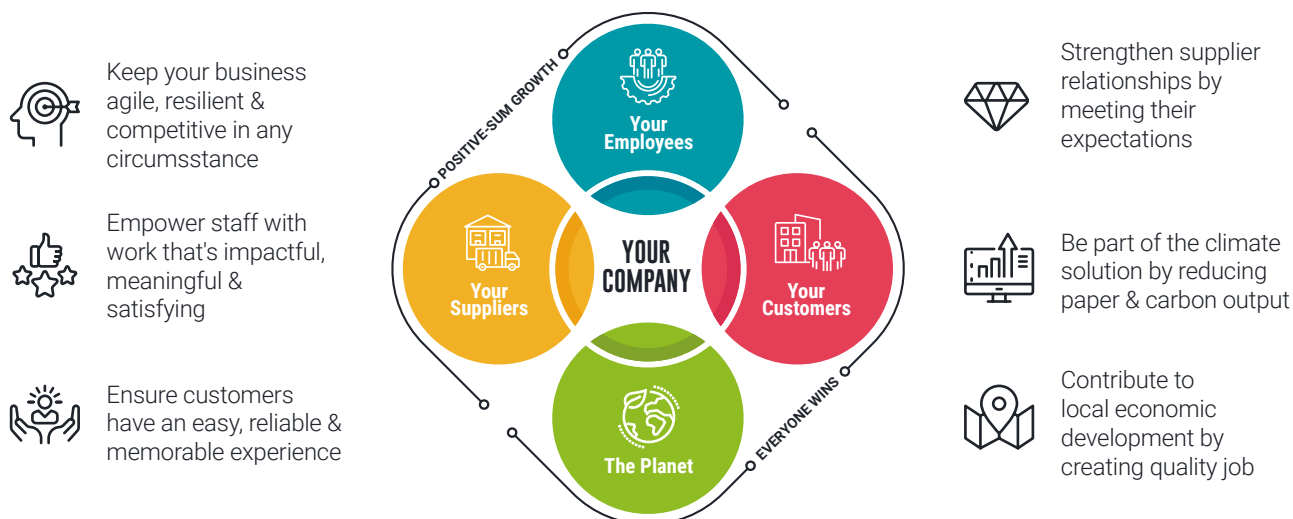 Keep your business
agile, resilient &
competitive in any
circumsstance
Empower staff with
work that's impactful,
meaningful &
satisfying
Ensure customers
have an easy, reliable &
memorable experience
POSITIVE-SUM GROWTH
Your
Employees
Your
Suppliers
YOUR
COMPANY
Your
Customers
The Planet
EVERYONE WINS
Strengthen supplier
relationships by
meeting their
expectations
Be part of the climate
solution by reducing
paper & carbon output
Contribute to
local economic
development by
creating quality job